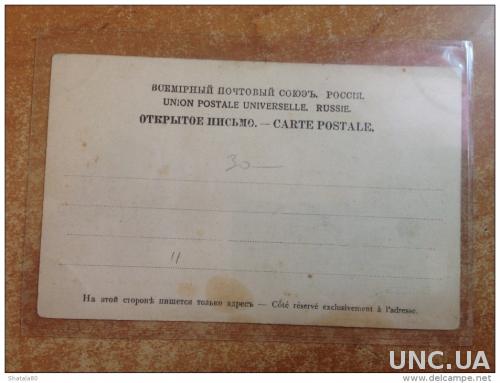 ВСЕМІРНЫЙ ПОЧТОВЫЙ СОЮЗЪ. РОССІЯ.
UNION POSTALE UNIVERSELLE. RUSSIE.
ОТКРЫТОЕ ПИСЬМО. — CARTE POSTALE.
30—
11
На этой сторонѣ пишется только адресъ — Côté réservé exclusivement à l'adresse.
UNC.UA
Shatala80
delcampe.net